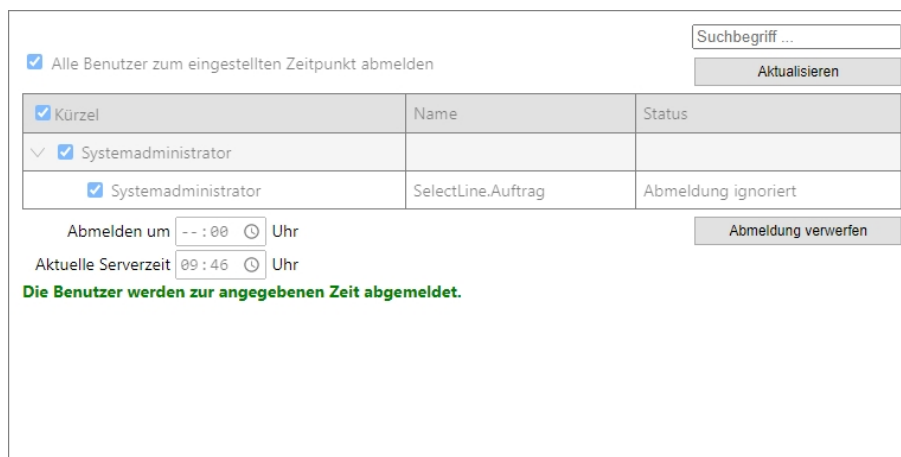 Suchbegriff ...
Alle Benutzer zum eingestellten Zeitpunkt abmelden
Aktualisieren
Kürzel Name Status
Systemadministrator
Systemadministrator SelectLine.Auftrag Abmeldung ignoriert
Abmelden um --:00 Uhr Abmeldung verwerfen
Aktuelle Serverzeit 09:46 Uhr
Die Benutzer werden zur angegebenen Zeit abgemeldet.